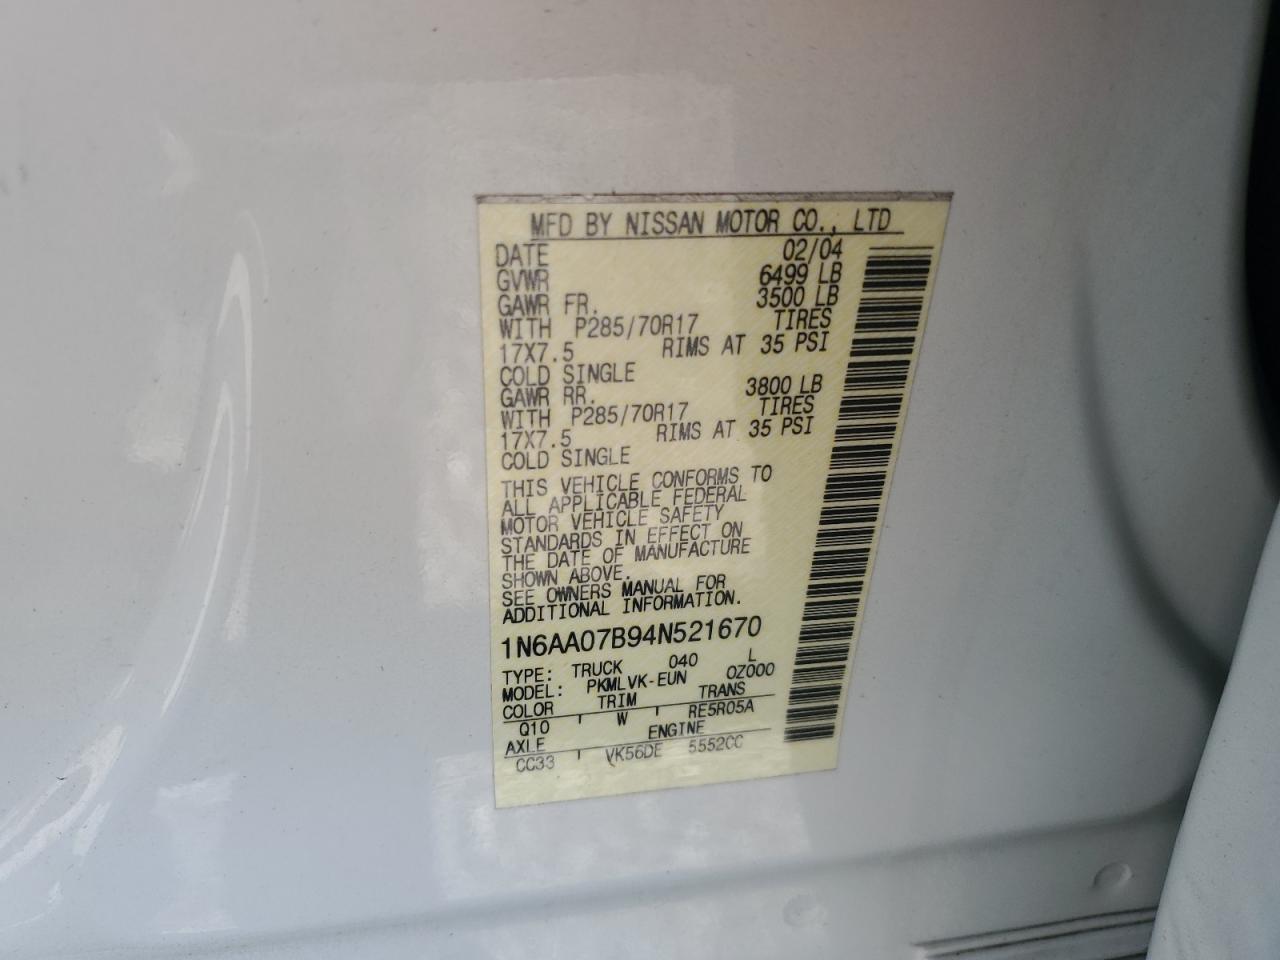 MFD BY NISSAN MOTOR CO., LTD
DATE 02/04
GVWR 6499 LB
GAWR FR. 3500 LB
WITH P285/70R17 TIRES
17X7.5 RIMS AT 35 PSI
COLD SINGLE
GAWR RR. 3800 LB
WITH P285/70R17 TIRES
17X7.5 RIMS AT 35 PSI
COLD SINGLE
THIS VEHICLE CONFORMS TO
ALL APPLICABLE FEDERAL
MOTOR VEHICLE SAFETY
STANDARDS IN EFFECT ON
THE DATE OF MANUFACTURE
SHOWN ABOVE.
SEE OWNERS MANUAL FOR
ADDITIONAL INFORMATION.
1N6AA07B94N521670
TYPE: TRUCK 040 L
MODEL: PKMLVK-EUN 0Z000
COLOR TRIM TRANS
Q10 W RE5R05A
AXLE ENGINE
CC33 VK56DE 5552CC